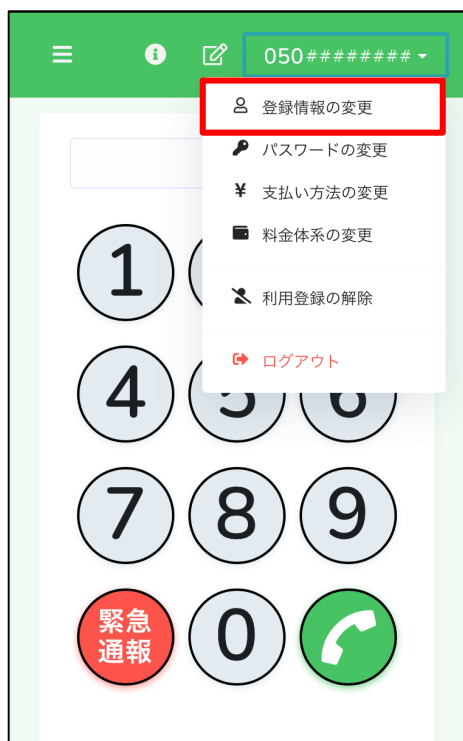 050########
登録情報の変更
パスワードの変更
¥ 支払い方法の変更
料金体系の変更
利用登録の解除
ログアウト
1
4 5 6
7 8 9
緊急
通報
0